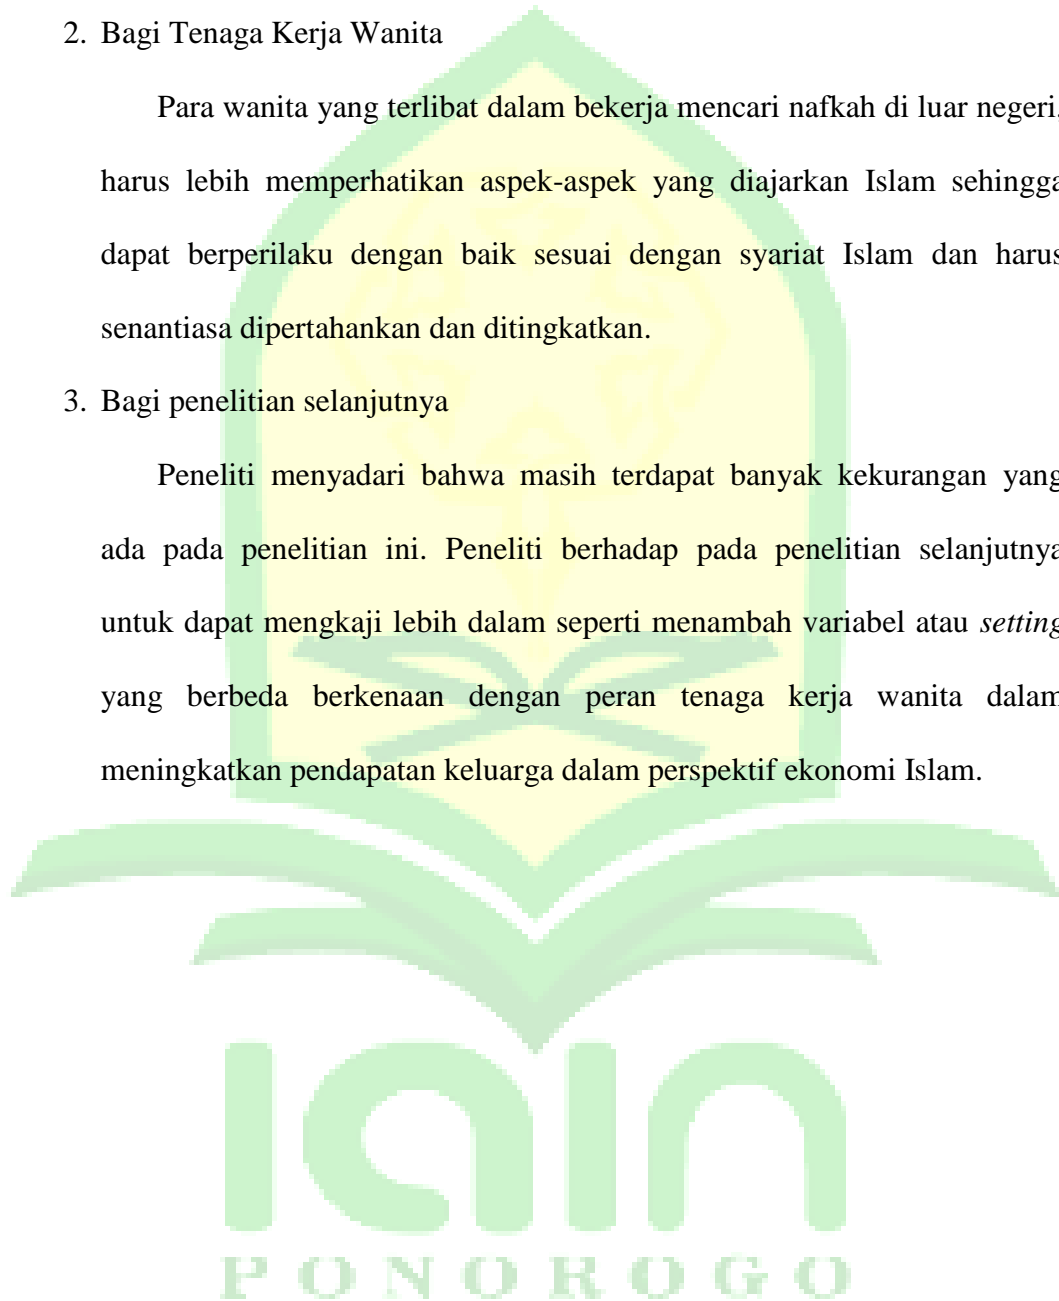 2. Bagi Tenaga Kerja Wanita
Para wanita yang terlibat dalam bekerja mencari nafkah di luar negeri,
harus lebih memperhatikan aspek-aspek yang diajarkan Islam sehingga
dapat berperilaku dengan baik sesuai dengan syariat Islam dan harus
senantiasa dipertahankan dan ditingkatkan.
3. Bagi penelitian selanjutnya
Peneliti menyadari bahwa masih terdapat banyak kekurangan yang
ada pada penelitian ini. Peneliti berhadap pada penelitian selanjutnya
untuk dapat mengkaji lebih dalam seperti menambah variabel atau setting
yang berbeda berkenaan dengan peran tenaga kerja wanita dalam
meningkatkan pendapatan keluarga dalam perspektif ekonomi Islam.
IAIN
PONOROGO